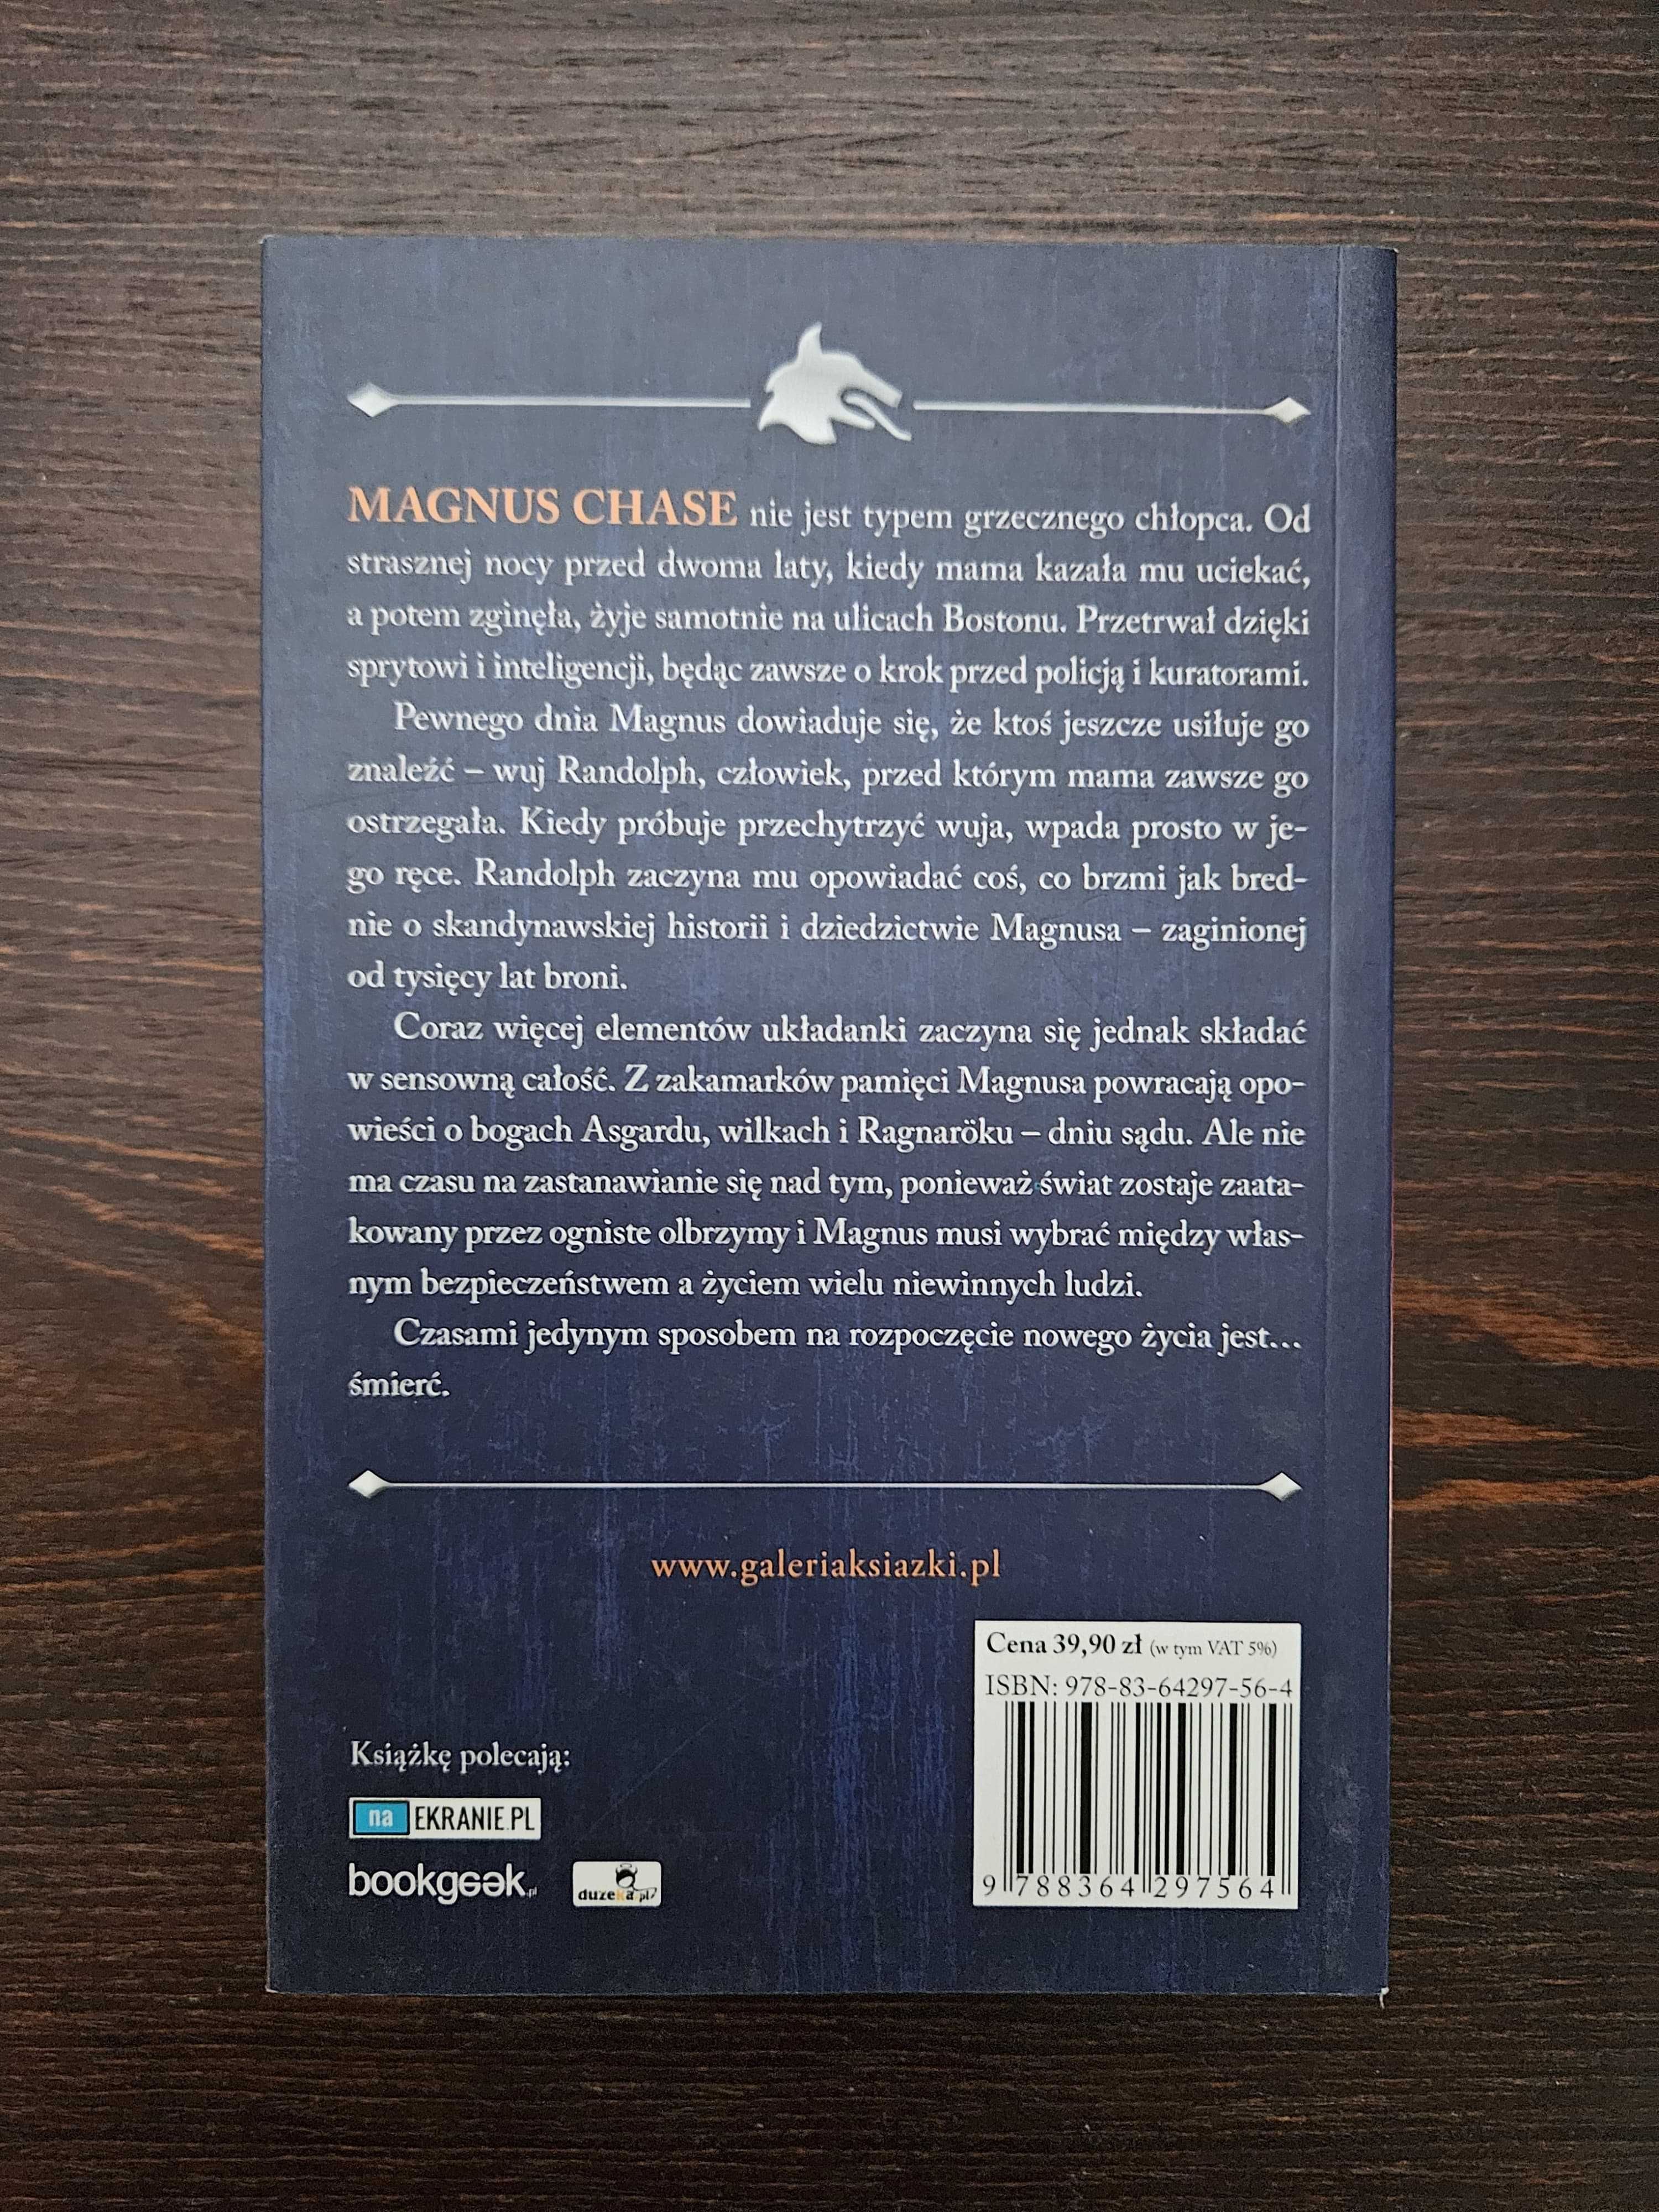 MAGNUS CHASE nie jest typem grzecznego chłopca. Od
strasznej nocy przed dwoma laty, kiedy mama kazała mu uciekać,
a potem zginęła, żyje samotnie na ulicach Bostonu. Przetrwał dzięki
sprytowi i inteligencji, będąc zawsze o krok przed policją i kuratorami.
Pewnego dnia Magnus dowiaduje się, że ktoś jeszcze usiłuje go
znaleźć – wuj Randolph, człowiek, przed którym mama zawsze go
ostrzegała. Kiedy próbuje przechytrzyć wuja, wpada prosto w je-
go ręce. Randolph zaczyna mu opowiadać coś, co brzmi jak bred-
nie o skandynawskiej historii i dziedzictwie Magnusa – zaginionej
od tysięcy lat broni.
Coraz więcej elementów układanki zaczyna się jednak składać
w sensowną całość. Z zakamarków pamięci Magnusa powracają opo-
wieści o bogach Asgardu, wilkach i Ragnaröku – dniu sądu. Ale nie
ma czasu na zastanawianie się nad tym, ponieważ świat zostaje zaata-
kowany przez ogniste olbrzymy i Magnus musi wybrać między włas-
nym bezpieczeństwem a życiem wielu niewinnych ludzi.
Czasami jedynym sposobem na rozpoczęcie nowego życia jest...
śmierć.
www.galeriaksiazki.pl
Cena 39,90 zł (w tym VAT 5%)
ISBN: 978-83-64297-56-4
9 788364 297564
Książkę polecają:
na EKRANIE.PL
bookgeek.pl
duzeka.pl